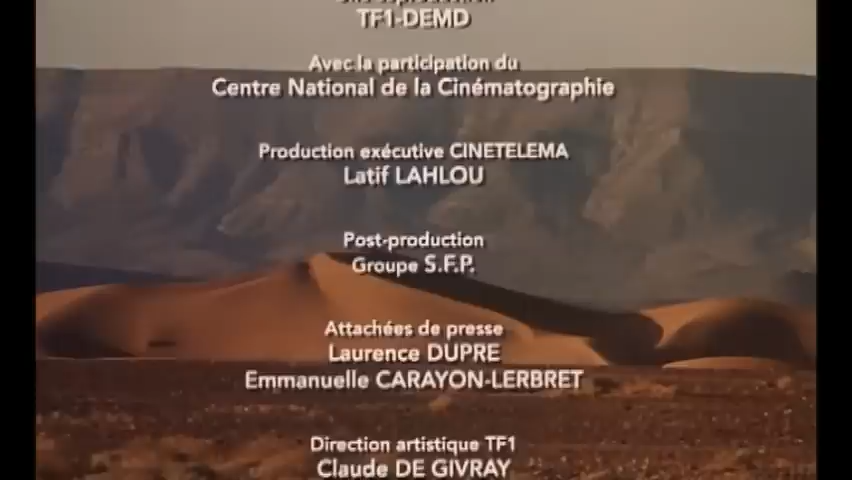 TF1-DEMD
Avec la participation du
Centre National de la Cinématographie
Production exécutive CINETELEMA
Latif LAHLOU
Post-production
Groupe S.F.P.
Attachées de presse
Laurence DUPRE
Emmanuelle CARAYON-LERBRET
Direction artistique TF1
Claude DE GIVRAY